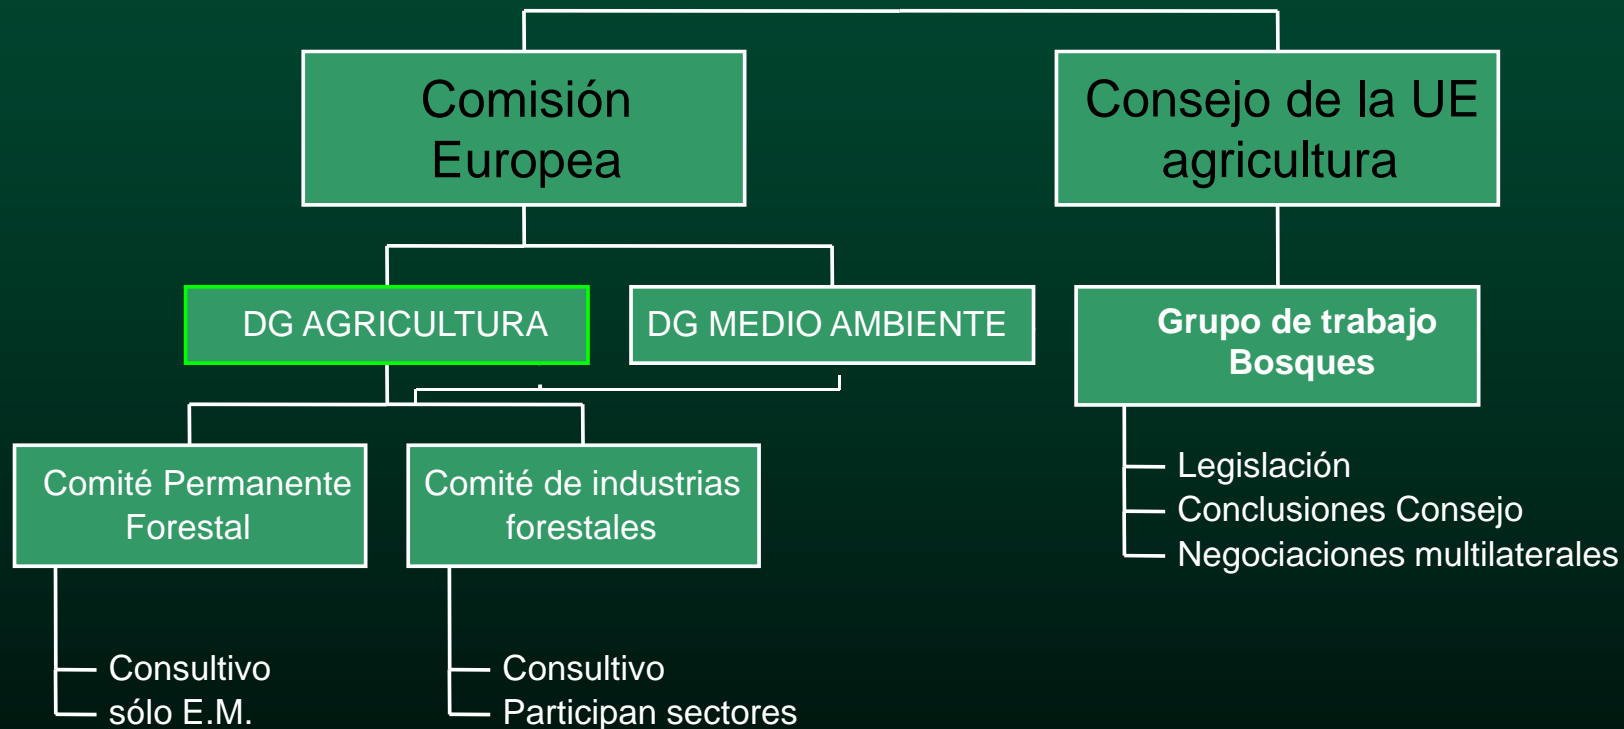 Comisión
Europea
Consejo de la UE
agricultura
DG AGRICULTURA
DG MEDIO AMBIENTE
Grupo de trabajo
Bosques
Comité Permanente
Forestal
Comité de industrias
forestales
Legislación
Conclusiones Consejo
Negociaciones multilaterales
Consultivo
sólo E.M.
Consultivo
Participan sectores